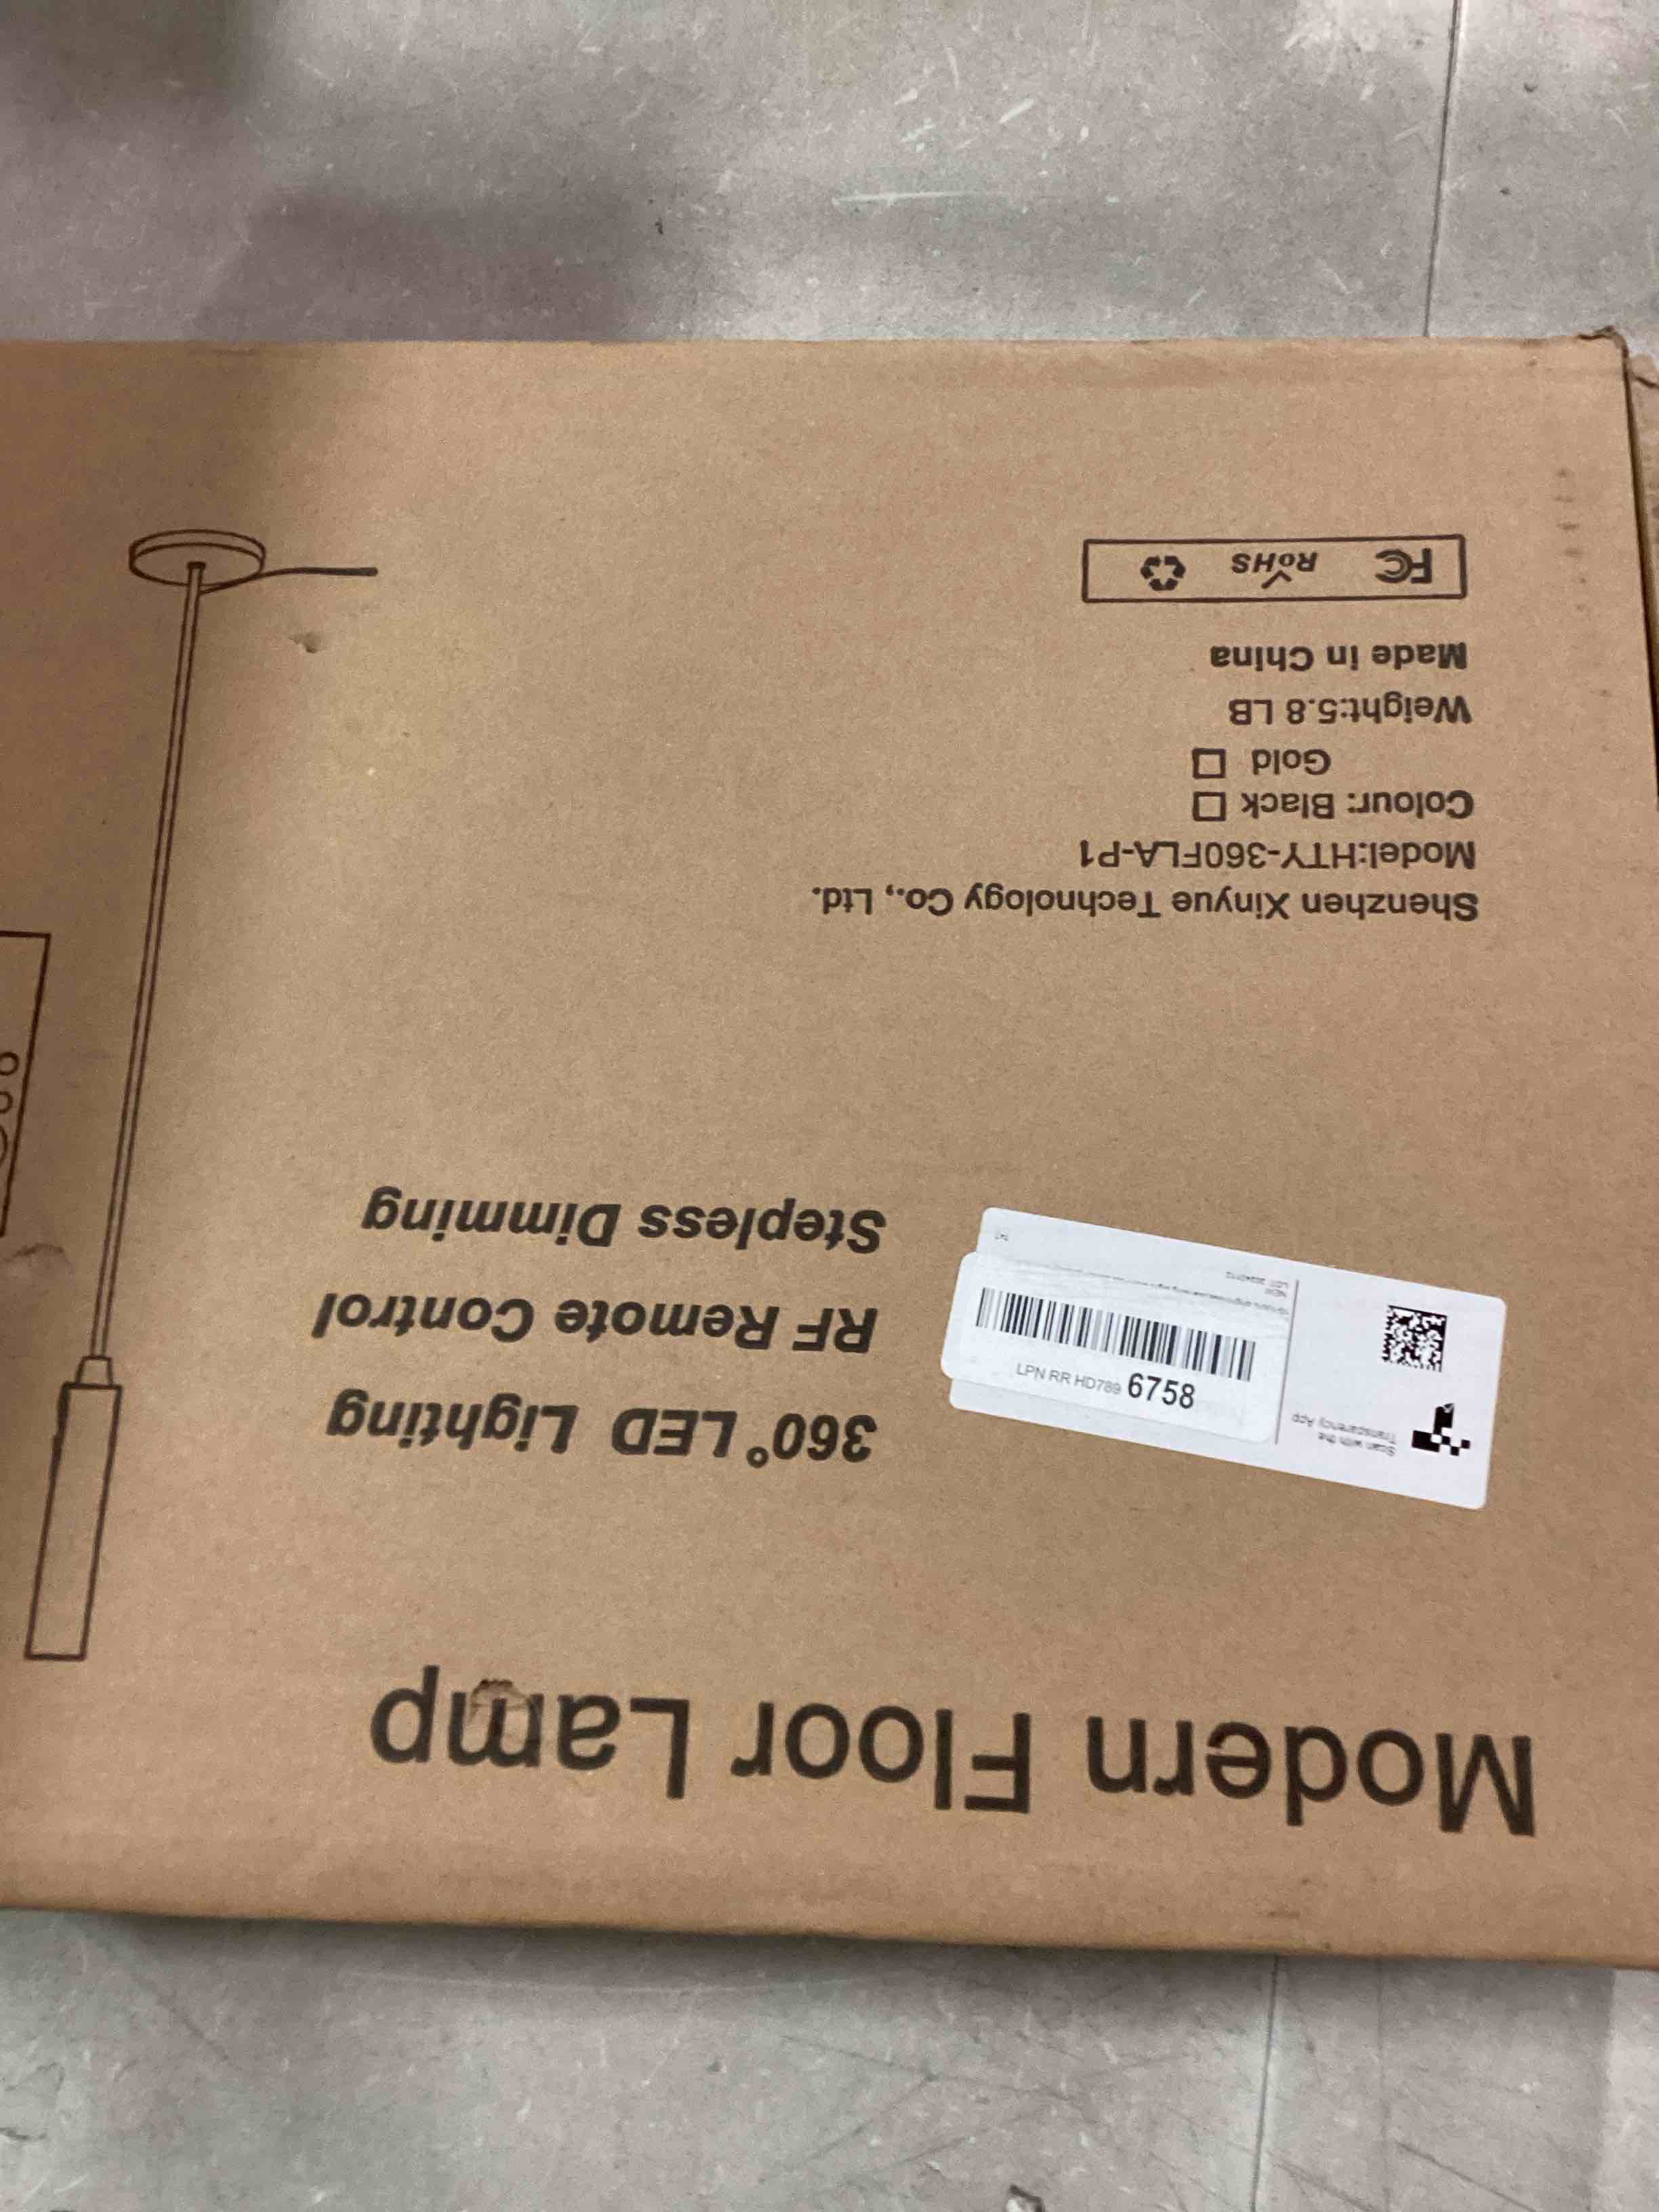 Modern Floor Lamp
360° LED Lighting
RF Remote Control
Stepless Dimming
Scan with the
Transparency App
LPN RR HD789 6758
NEW
Shenzhen Xinyue Technology Co., Ltd.
Model:HTY-360FLA-P1
Colour: Black
Gold
Weight:5.8 LB
Made in China
FC RoHS